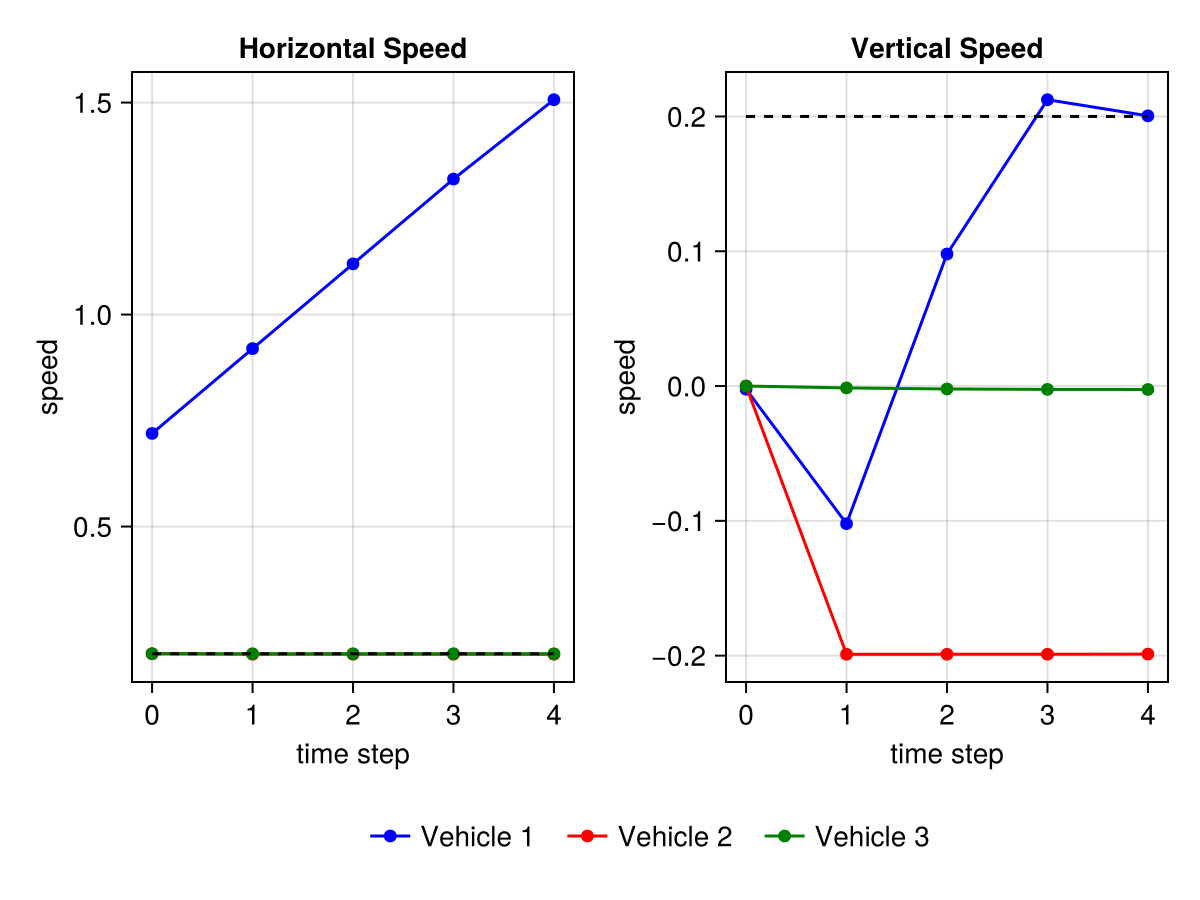 Horizontal Speed
1.5
1.0
0.5
speed
0 1 2 3 4
time step
Vertical Speed
0.2
0.1
0.0
−0.1
−0.2
speed
0 1 2 3 4
time step
Vehicle 1 Vehicle 2 Vehicle 3